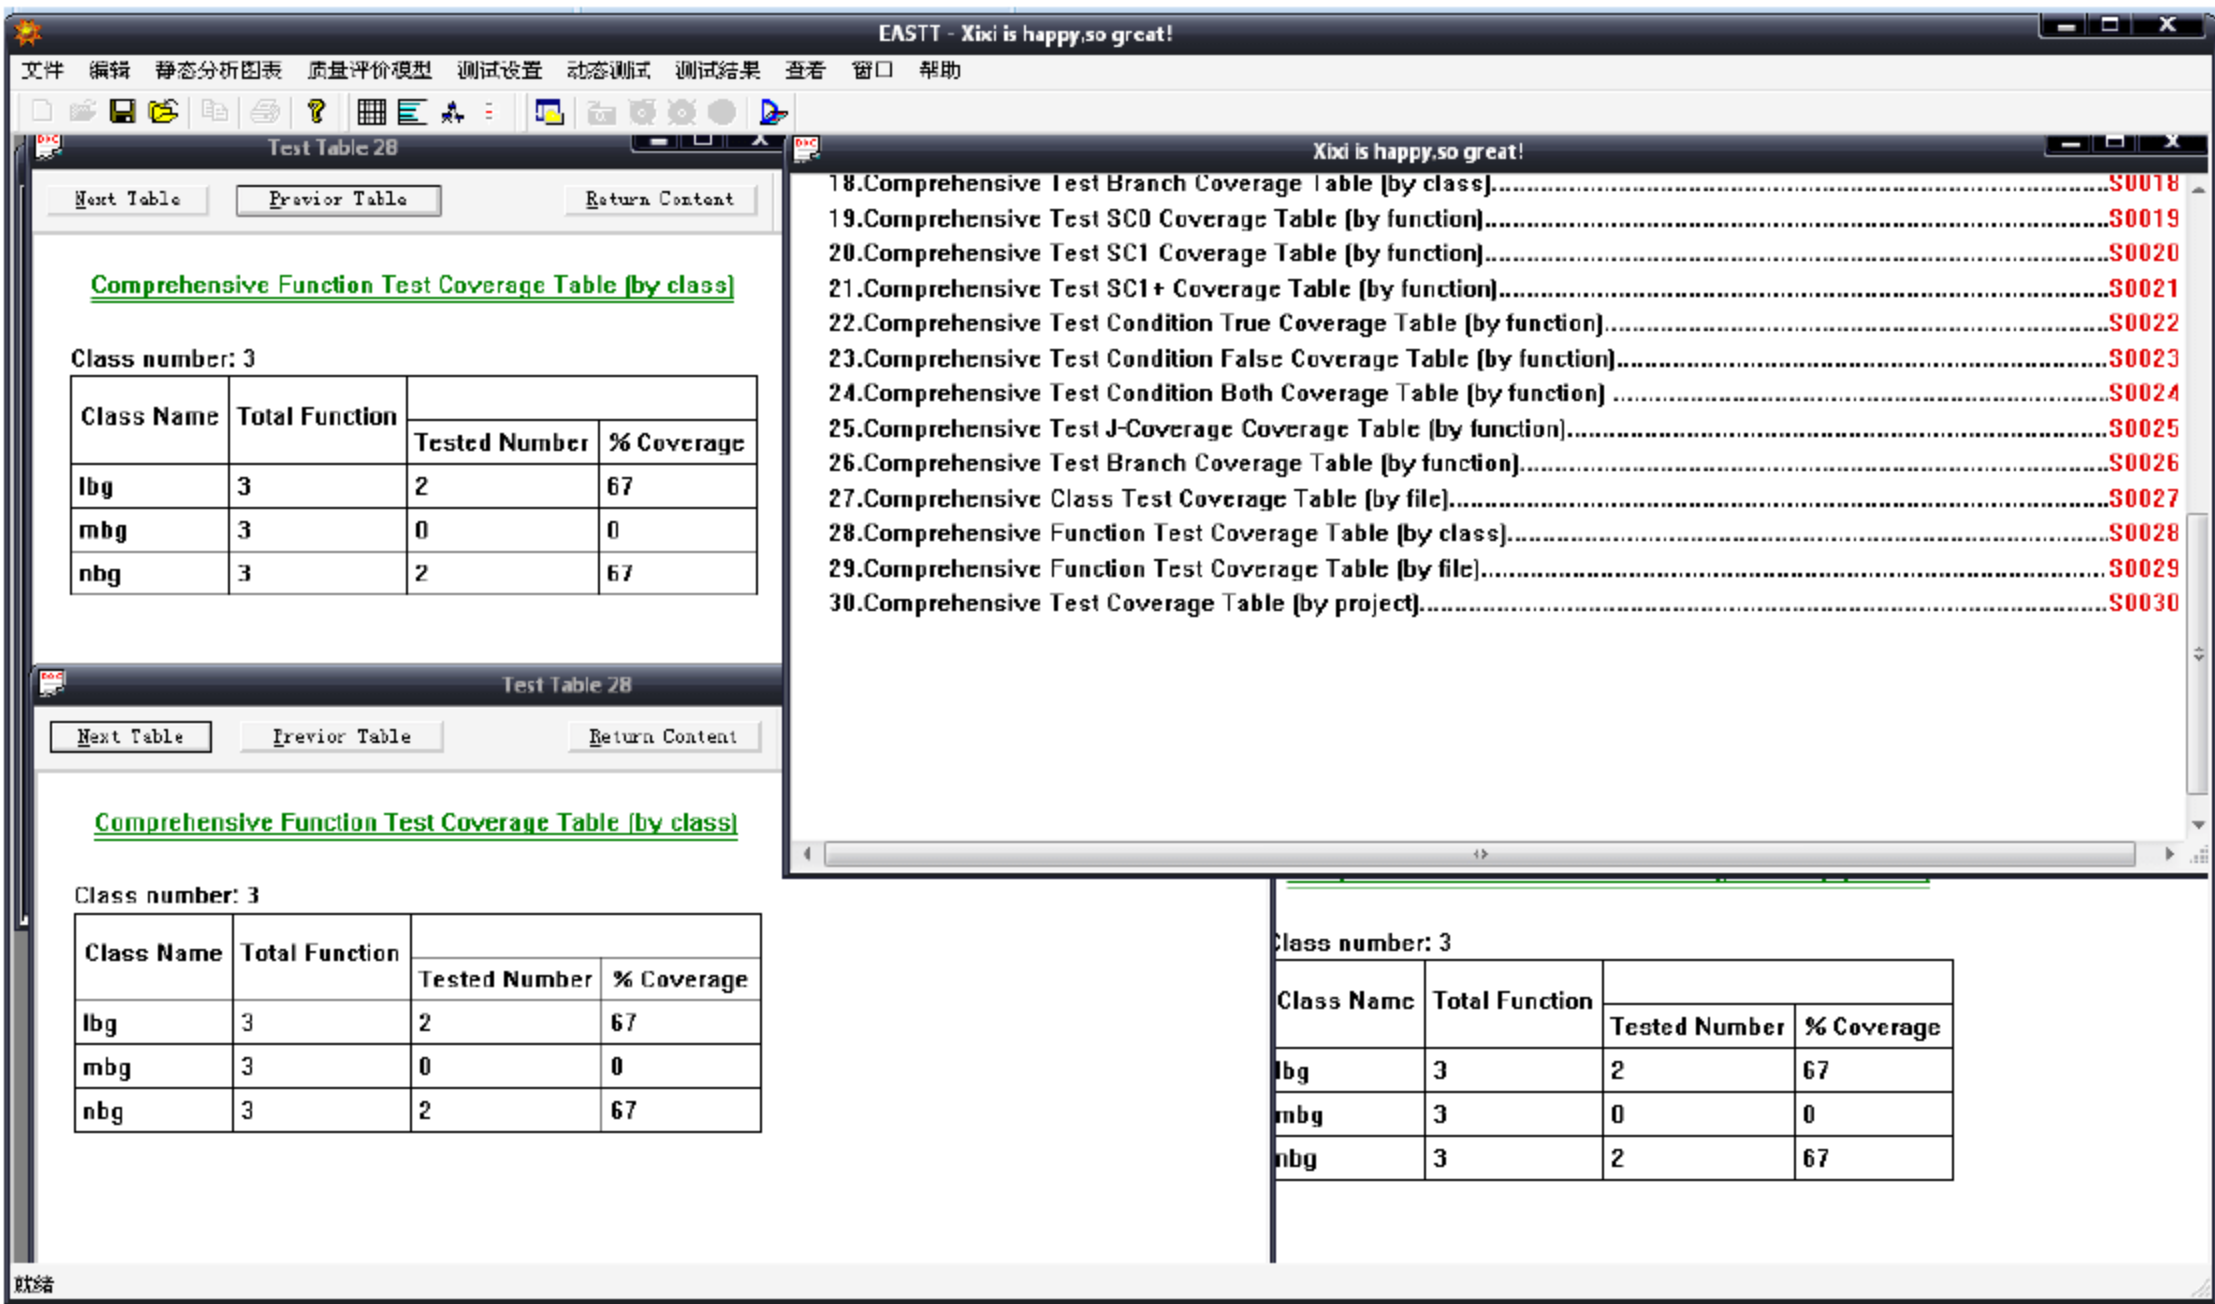 EASTT - Xixi is happy,so great!
文件 编辑 静态分析图表 质量评价模型 测试设置 动态测试 测试结果 查看 窗口 帮助
Test Table 28
Next Table Previor Table Return Content
Comprehensive Function Test Coverage Table (by class)
Class number: 3
Class Name Total Function
Tested Number % Coverage
lbg 3 2 67
mbg 3 0 0
nbg 3 2 67
Xixi is happy,so great!
18.Comprehensive Test Branch Coverage Table (by class)..........S0018
19.Comprehensive Test SC0 Coverage Table (by function)..........S0019
20.Comprehensive Test SC1 Coverage Table (by function)..........S0020
21.Comprehensive Test SC1+ Coverage Table (by function)..........S0021
22.Comprehensive Test Condition True Coverage Table (by function)..........S0022
23.Comprehensive Test Condition False Coverage Table (by function)..........S0023
24.Comprehensive Test Condition Both Coverage Table (by function) ..........S0024
25.Comprehensive Test J-Coverage Coverage Table (by function)..........S0025
26.Comprehensive Test Branch Coverage Table (by function)..........S0026
27.Comprehensive Class Test Coverage Table (by file)..........S0027
28.Comprehensive Function Test Coverage Table (by class)..........S0028
29.Comprehensive Function Test Coverage Table (by file)..........S0029
30.Comprehensive Test Coverage Table (by project)..........S0030
Test Table 28
Next Table Previor Table Return Content
Comprehensive Function Test Coverage Table (by class)
Class number: 3
Class Name Total Function
Tested Number % Coverage
lbg 3 2 67
mbg 3 0 0
nbg 3 2 67
Class number: 3
Class Name Total Function
Tested Number % Coverage
lbg 3 2 67
mbg 3 0 0
nbg 3 2 67
就绪